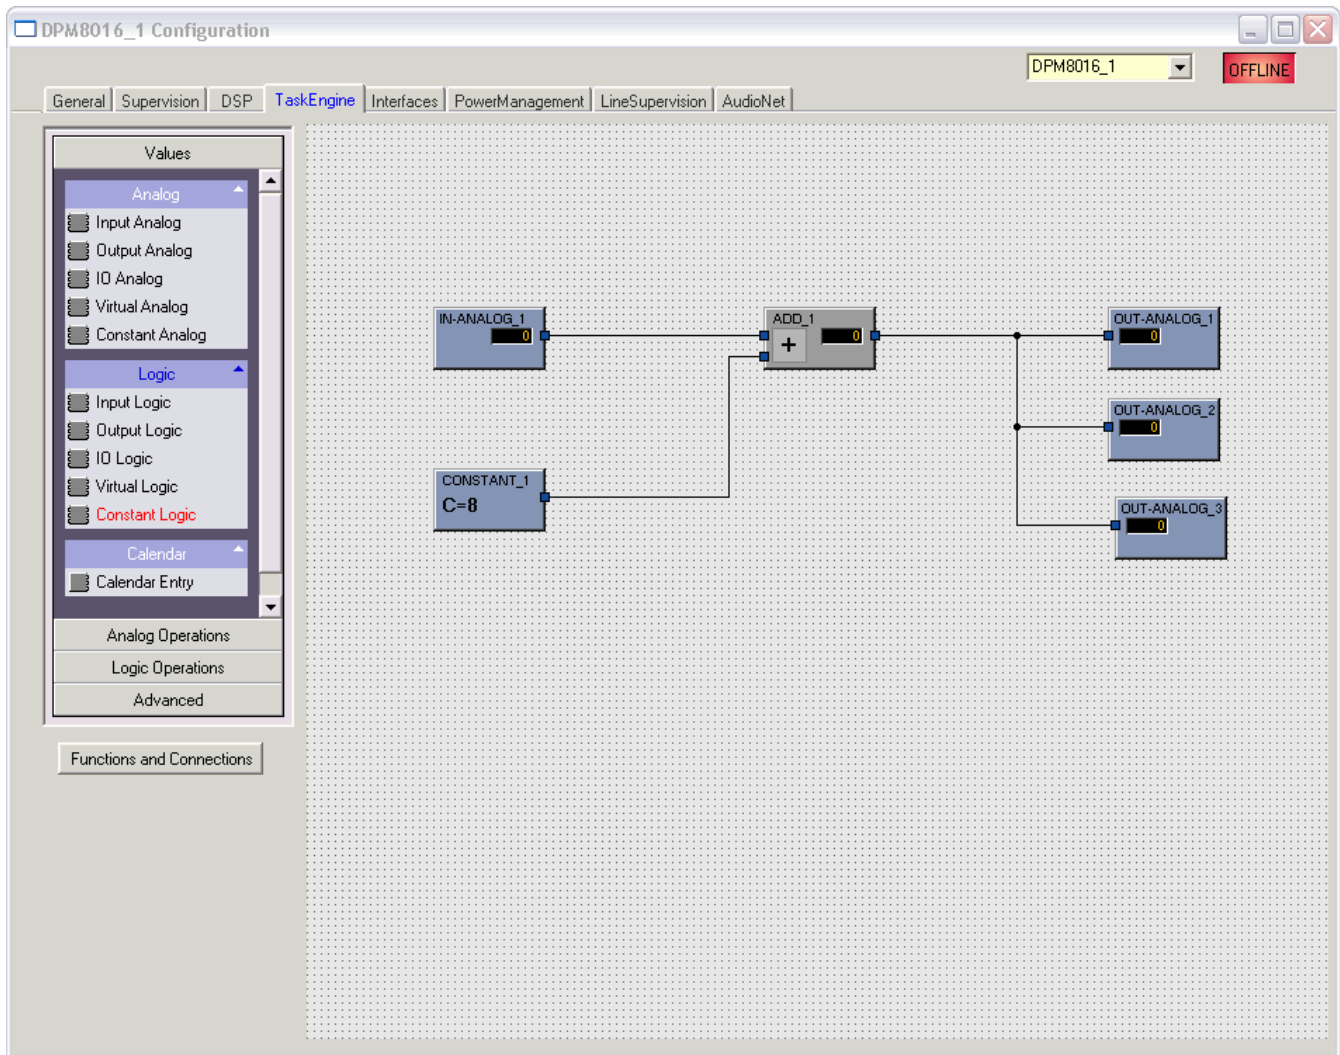 DPM8016_1 Configuration
DPM8016_1
OFFLINE
General Supervision DSP TaskEngine Interfaces PowerManagement LineSupervision AudioNet
Values
Analog
Input Analog
Output Analog
IO Analog
Virtual Analog
Constant Analog
Logic
Input Logic
Output Logic
IO Logic
Virtual Logic
Constant Logic
Calendar
Calendar Entry
Analog Operations
Logic Operations
Advanced
Functions and Connections
IN-ANALOG_1
0
CONSTANT_1
C=8
ADD_1
+ 0
OUT-ANALOG_1
0
OUT-ANALOG_2
0
OUT-ANALOG_3
0